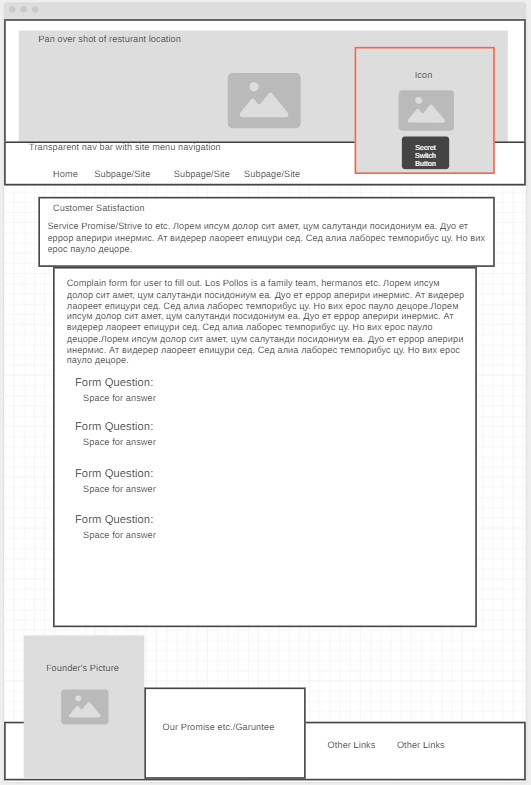 Pan over shot of resturant location
Icon
Secret
Switch
Button
Transparent nav bar with site menu navigation
Home Subpage/Site Subpage/Site Subpage/Site
Customer Satisfaction
Service Promise/Strive to etc. Лорем ипсум долор сит амет, цум салутанди посидониум еа. Дуо ет
еррор аперири инермис. Ат видерер лаореет епицури сед. Сед алиа лаборес темпорибус цу. Но вих
ерос пауло децоре.
Complain form for user to fill out. Los Pollos is a family team, hermanos etc. Лорем ипсум
долор сит амет, цум салутанди посидониум еа. Дуо ет еррор аперири инермис. Ат видерер
лаореет епицури сед. Сед алиа лаборес темпорибус цу. Но вих ерос пауло децоре.Лорем
ипсум долор сит амет, цум салутанди посидониум еа. Дуо ет еррор аперири инермис. Ат
видерер лаореет епицури сед. Сед алиа лаборес темпорибус цу. Но вих ерос пауло
децоре.Лорем ипсум долор сит амет, цум салутанди посидониум еа. Дуо ет еррор аперири
инермис. Ат видерер лаореет епицури сед. Сед алиа лаборес темпорибус цу. Но вих ерос
пауло децоре.
Form Question:
Space for answer
Form Question:
Space for answer
Form Question:
Space for answer
Form Question:
Space for answer
Founder's Picture
Our Promise etc./Garuntee
Other Links Other Links